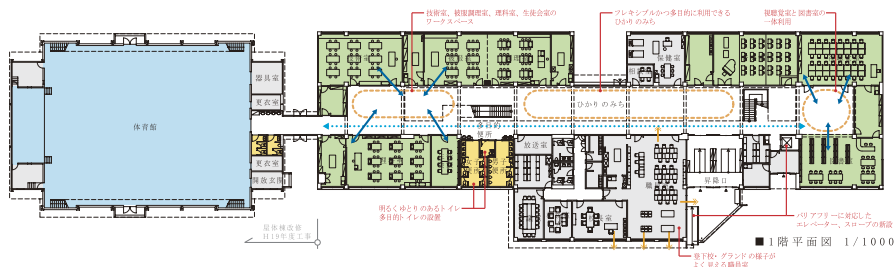 技術室、被服調理室、理科室、生徒会室の
ワークスペース
フレキシブルかつ多目的に利用できる
ひかりのみち
視聴覚室と図書室の
一体利用
器具室
更衣室
体育館
更衣室
開放玄関
保健室
ひかりのみち
便所
放送室
昇降口
明るくゆとりのあるトイレ
多目的トイレの設置
屋体棟改修
H19年度工事
登下校・グランドの様子が
よく見える職員室
バリアフリーに対応した
エレベーター、スロープの新設
■1階平面図 1/1000